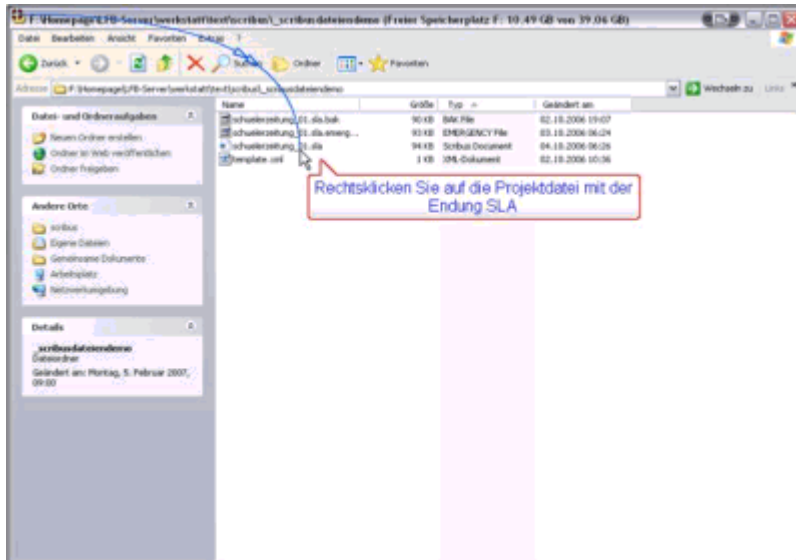 F:\Homepage\LFB-Server\werkstatt\text\scribus\_scribusdateiendemo (Freier Speicherplatz F: 10.49 GB von 39.06 GB)
Datei Bearbeiten Ansicht Favoriten Extras ?
Zurück Suchen Ordner Favoriten
Adresse F:\Homepage\LFB-Server\werkstatt\text\scribus\_scribusdateiendemo Wechseln zu Links
Name Größe Typ Geändert am
schuelerzeitung_01.sla.bak 90 KB BAK File 02.10.2006 19:07
schuelerzeitung_01.sla.emerg... 93 KB EMERGENCY File 03.10.2006 06:24
schuelerzeitung_01.sla 94 KB Scribus Document 04.10.2006 06:26
template.xml 1 KB XML-Dokument 02.10.2006 10:36
Rechtsklicken Sie auf die Projektdatei mit der
Endung SLA
Datei- und Ordneraufgaben
Neuen Ordner erstellen
Ordner im Web veröffentlichen
Ordner freigeben
Andere Orte
scribus
Eigene Dateien
Gemeinsame Dokumente
Arbeitsplatz
Netzwerkumgebung
Details
_scribusdateiendemo
Dateiordner
Geändert am: Montag, 5. Februar 2007,
09:00